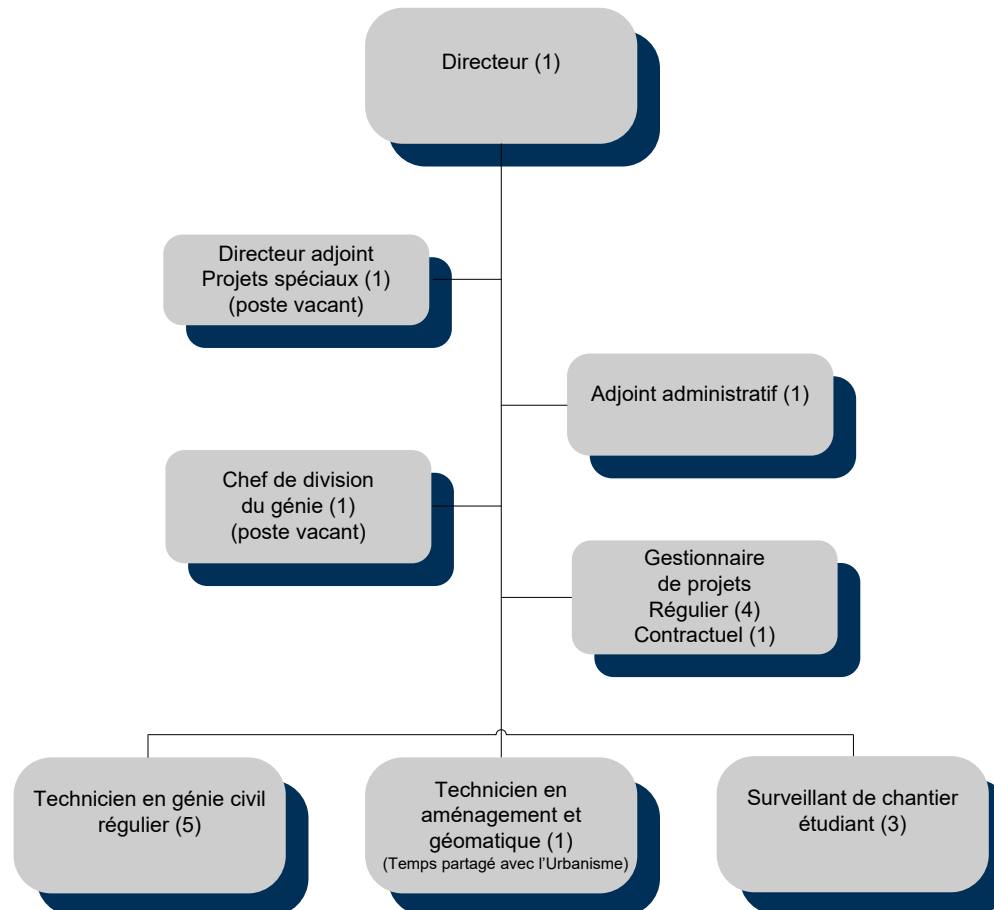 Directeur (1)
Directeur adjoint
Projets spéciaux (1)
(poste vacant)
Adjoint administratif (1)
Chef de division
du génie (1)
(poste vacant)
Gestionnaire
de projets
Régulier (4)
Contractuel (1)
Technicien en génie civil
régulier (5)
Technicien en
aménagement et
géomatique (1)
(Temps partagé avec l’Urbanisme)
Surveillant de chantier
étudiant (3)